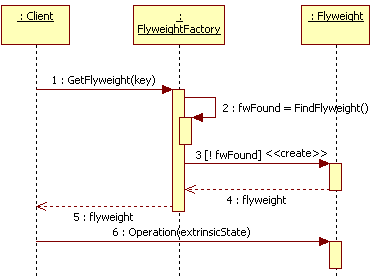 : Client
:
FlyweightFactory
: Flyweight
1 : GetFlyweight(key)
2 : fwFound = FindFlyweight()
3 [! fwFound] <<create>>
4 : flyweight
5 : flyweight
6 : Operation(extrinsicState)